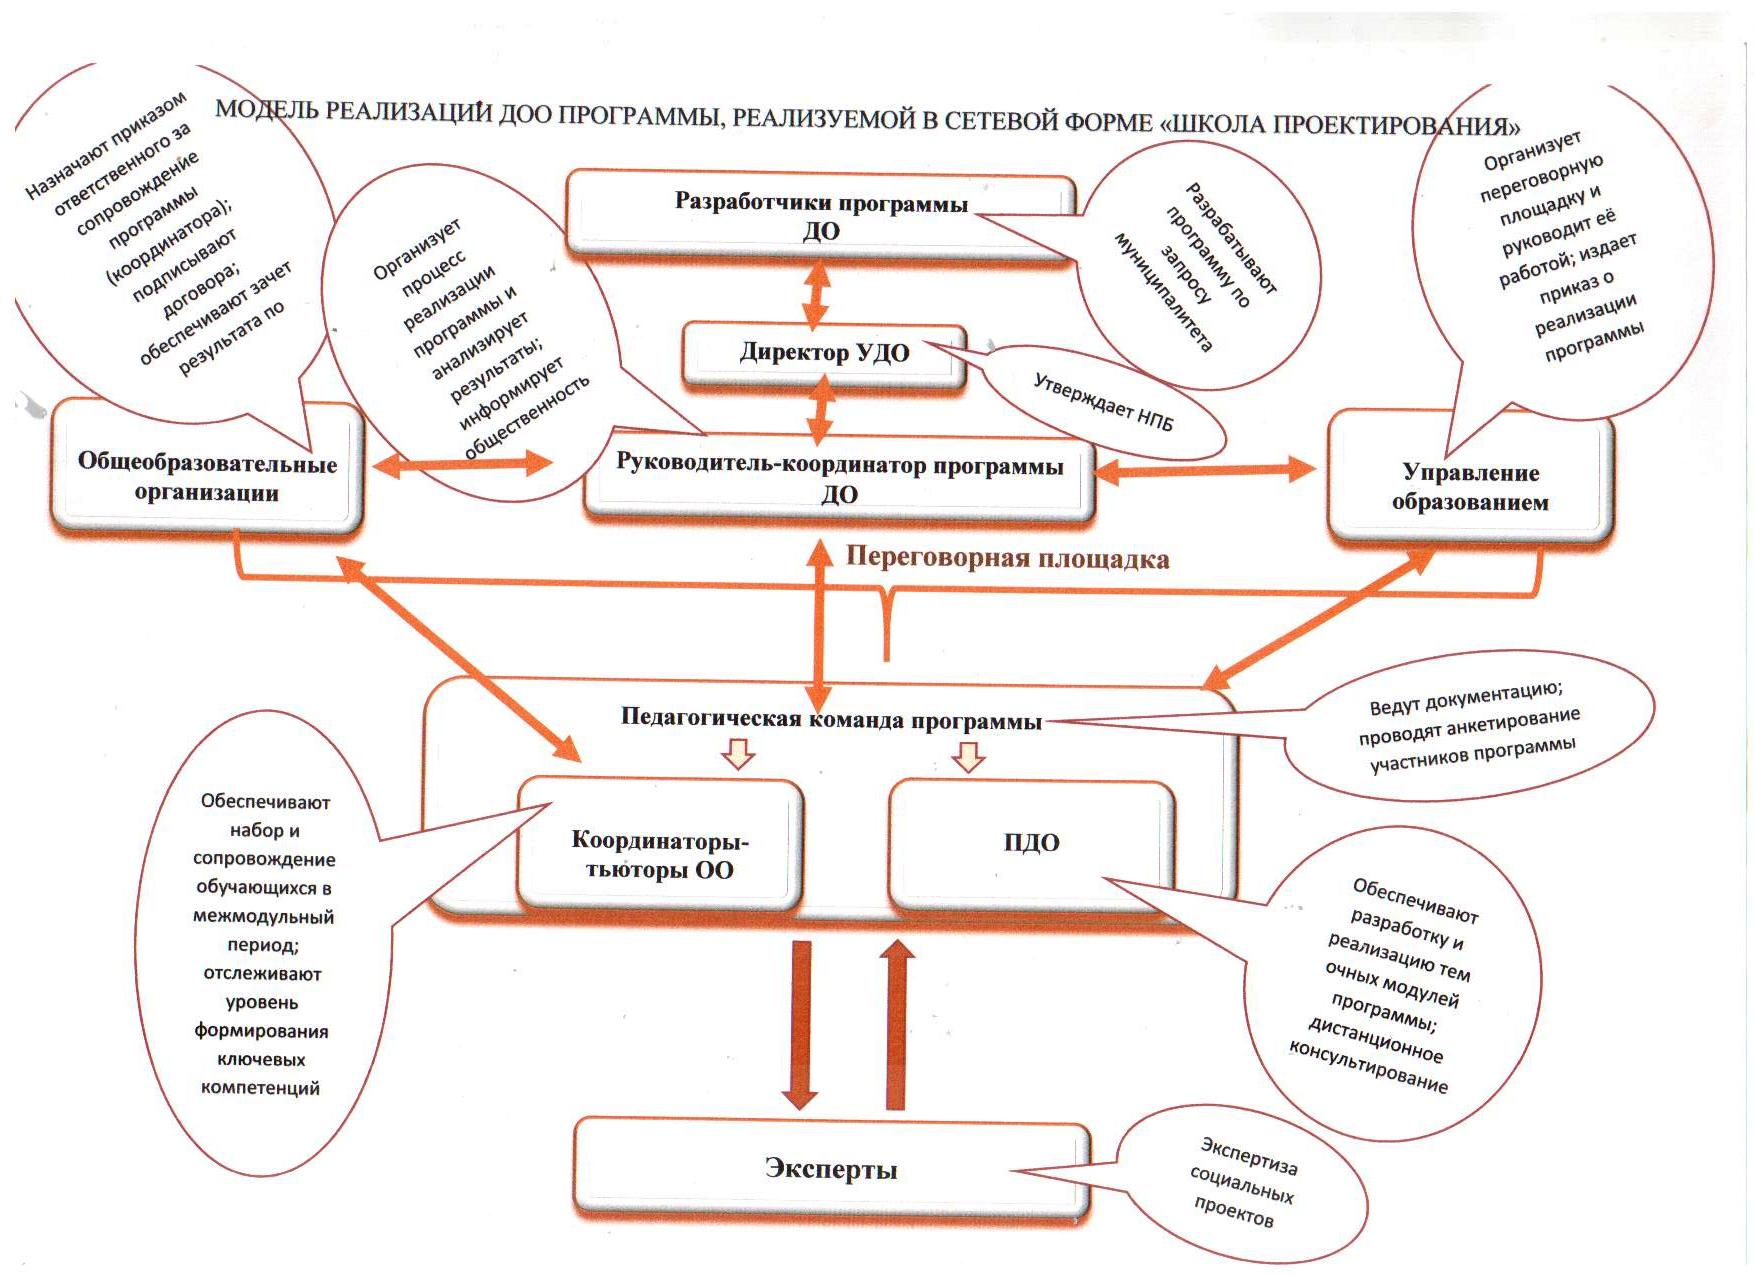 МОДЕЛЬ РЕАЛИЗАЦИИ ДОО ПРОГРАММЫ, РЕАЛИЗУЕМОЙ В СЕТЕВОЙ ФОРМЕ «ШКОЛА ПРОЕКТИРОВАНИЯ»
Назначают приказом
ответственного за
сопровождение
программы
(координатора);
подписывают
договора;
обеспечивают зачет
результата по
Организует
процесс
реализации
программы и
анализирует
результаты;
информирует
общественность
Разработчики программы
ДО
Разрабатывают
программу по
запросу
муниципалитета
Организует
переговорную
площадку и
руководит её
работой; издает
приказ о
реализации
программы
Директор УДО
Утверждает НПБ
Общеобразовательные
организации
Руководитель-координатор программы
ДО
Управление
образованием
Переговорная площадка
Педагогическая команда программы
Ведут документацию;
проводят анкетирование
участников программы
Обеспечивают
набор и
сопровождение
обучающихся в
межмодульный
период;
отслеживают
уровень
формирования
ключевых
компетенций
Координаторы-
тьюторы ОО
ПДО
Обеспечивают
разработку и
реализацию тем
очных модулей
программы;
дистанционное
консультирование
Эксперты
Экспертиза
социальных
проектов